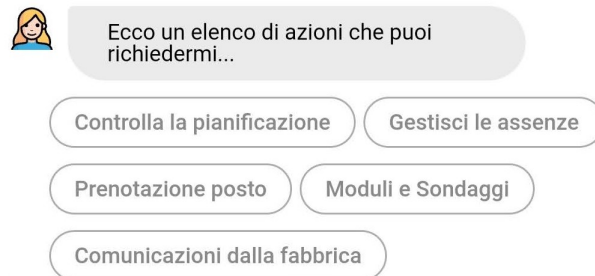 Ecco un elenco di azioni che puoi
richiedermi...
Controlla la pianificazione
Gestisci le assenze
Prenotazione posto
Moduli e Sondaggi
Comunicazioni dalla fabbrica